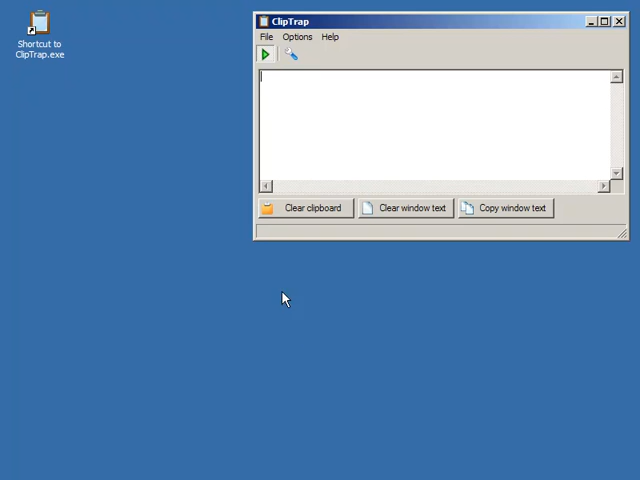 ClipTrap
File Options Help
Shortcut to
ClipTrap.exe
Clear clipboard Clear window text Copy window text